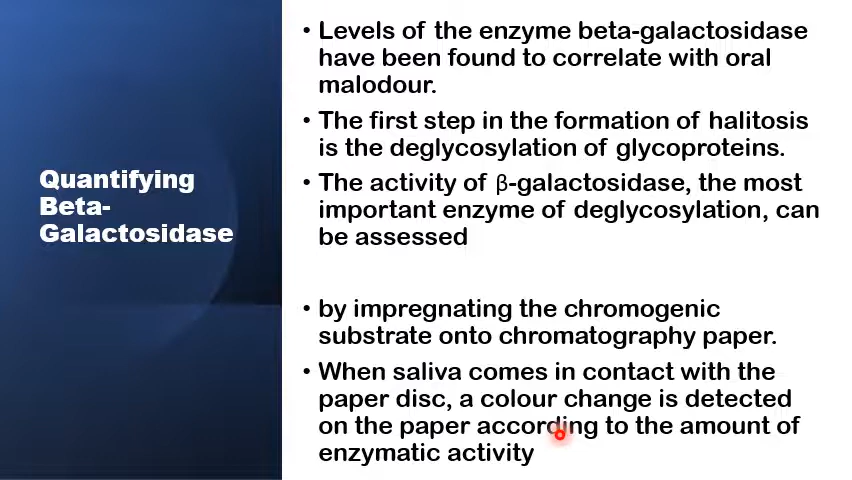 Quantifying
Beta-
Galactosidase
• Levels of the enzyme beta-galactosidase
have been found to correlate with oral
malodour.
• The first step in the formation of halitosis
is the deglycosylation of glycoproteins.
• The activity of β-galactosidase, the most
important enzyme of deglycosylation, can
be assessed
• by impregnating the chromogenic
substrate onto chromatography paper.
• When saliva comes in contact with the
paper disc, a colour change is detected
on the paper according to the amount of
enzymatic activity